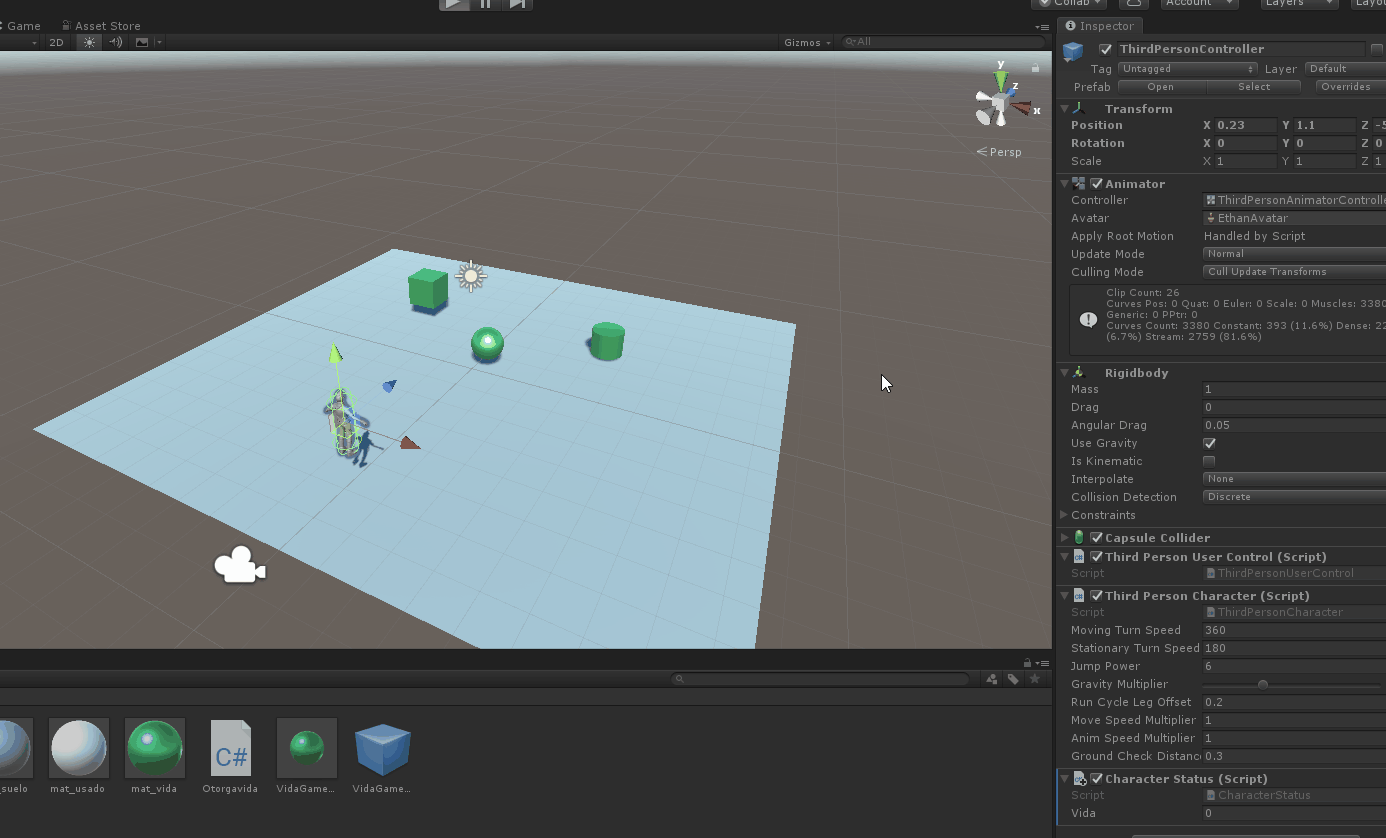 Collab Account Layers Layou
Game Asset Store
2D Gizmos All
Inspector
ThirdPersonController
Tag Untagged Layer Default
Prefab Open Select Overrides
Transform
Position X 0.23 Y 1.1 Z -5
Rotation X 0 Y 0 Z 0
Scale X 1 Y 1 Z 1
y
z
x
Persp
Animator
Controller ThirdPersonAnimatorControlle
Avatar EthanAvatar
Apply Root Motion Handled by Script
Update Mode Normal
Culling Mode Cull Update Transforms
Clip Count: 26
Curves Pos: 0 Quat: 0 Euler: 0 Scale: 0 Muscles: 3380
Generic: 0 PPtr: 0
Curves Count: 3380 Constant: 393 (11.6%) Dense: 22
(6.7%) Stream: 2759 (81.6%)
Rigidbody
Mass 1
Drag 0
Angular Drag 0.05
Use Gravity
Is Kinematic
Interpolate None
Collision Detection Discrete
Constraints
Capsule Collider
Third Person User Control (Script)
Script ThirdPersonUserControl
Third Person Character (Script)
Script ThirdPersonCharacter
Moving Turn Speed 360
Stationary Turn Speed 180
Jump Power 6
Gravity Multiplier
Run Cycle Leg Offset 0.2
Move Speed Multiplier 1
Anim Speed Multiplier 1
Ground Check Distanc 0.3
Character Status (Script)
Script CharacterStatus
Vida 0
C#
_suelo mat_usado mat_vida Otorgavida VidaGame... VidaGame...